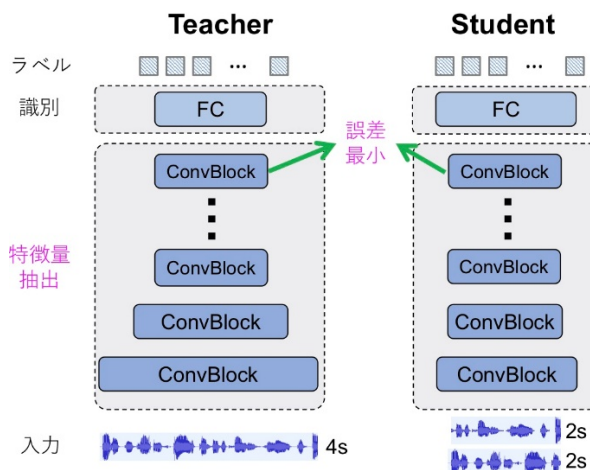 Teacher
Student
ラベル
...
...
識別
FC
FC
誤差
最小
ConvBlock
ConvBlock
特徴量
抽出
ConvBlock
ConvBlock
ConvBlock
ConvBlock
ConvBlock
ConvBlock
入力
4s
2s
2s